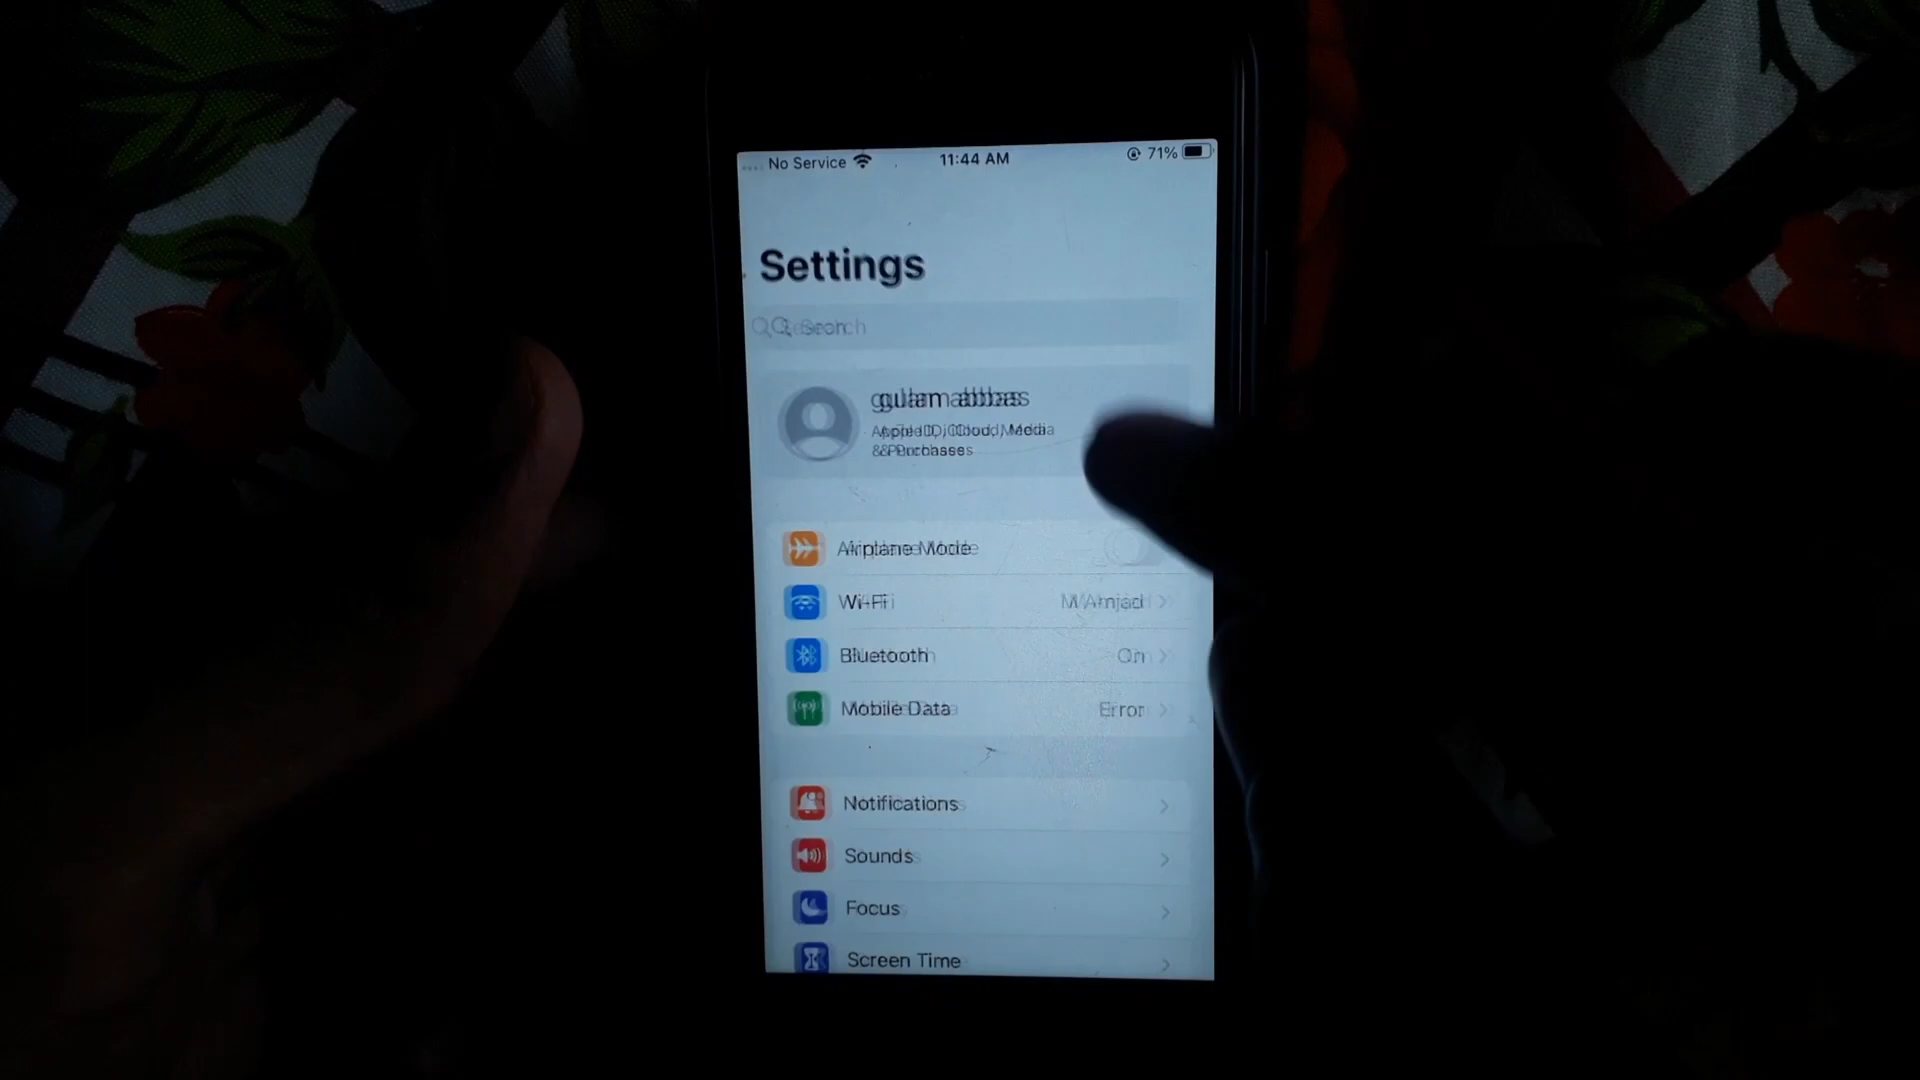 No Service 11:44 AM 71%
Settings
Search
gulam abbas
Apple ID, iCloud, Media
& Purchases
Airplane Mode
Wi-Fi M Amjad
Bluetooth On
Mobile Data Error
Notifications
Sounds
Focus
Screen Time